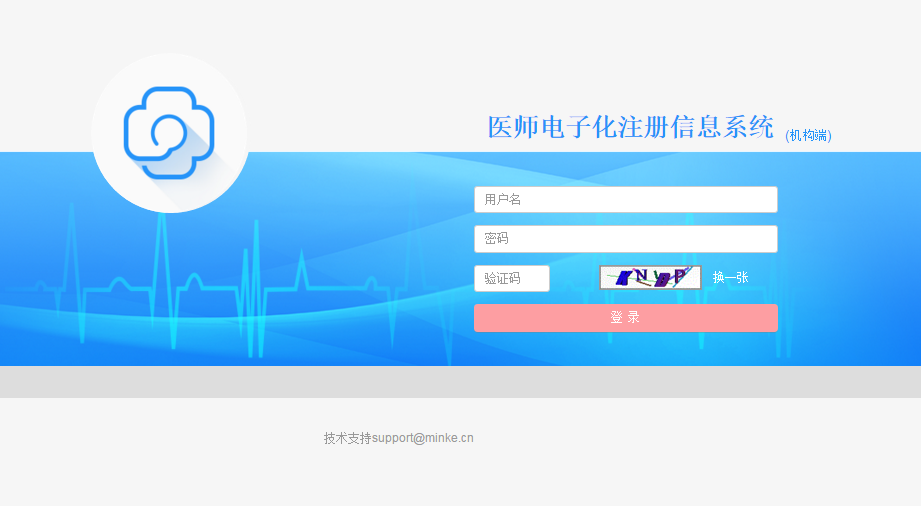 医师电子化注册信息系统 (机构端)
用户名
密码
验证码 换一张
登 录
技术支持support@minke.cn